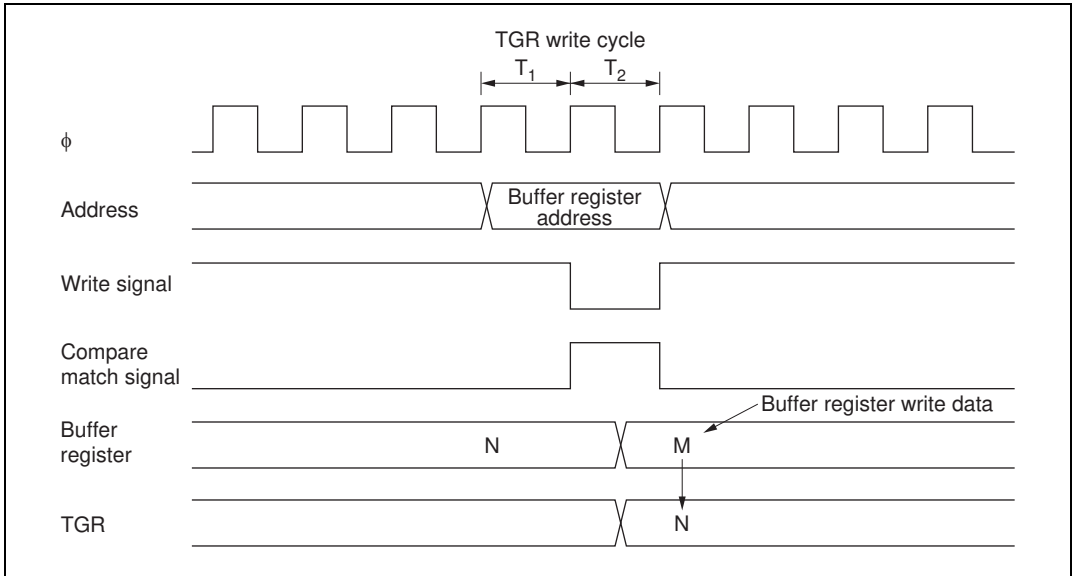 TGR write cycle
T1 T2
ϕ
Address
Buffer register
address
Write signal
Compare
match signal
Buffer register write data
Buffer
register
N M
TGR
N